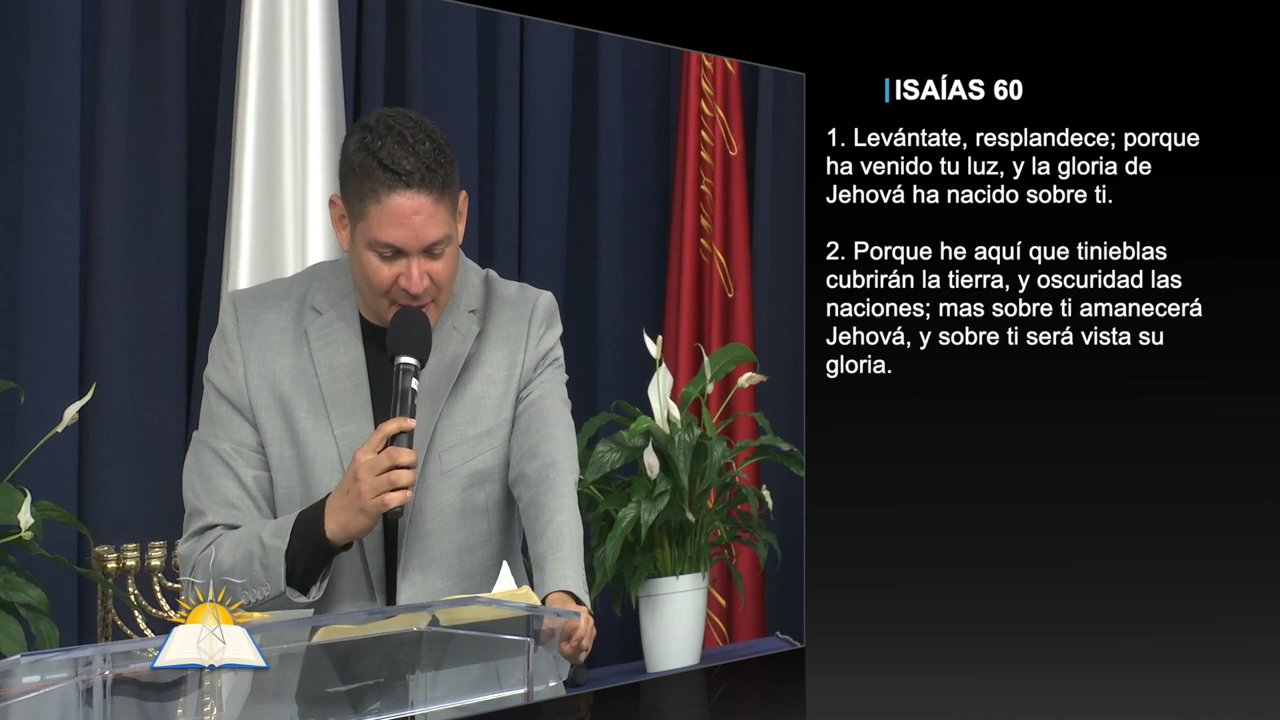 ISAÍAS 60
1. Levántate, resplandece; porque
ha venido tu luz, y la gloria de
Jehová ha nacido sobre ti.
2. Porque he aquí que tinieblas
cubrirán la tierra, y oscuridad las
naciones; mas sobre ti amanecerá
Jehová, y sobre ti será vista su
gloria.